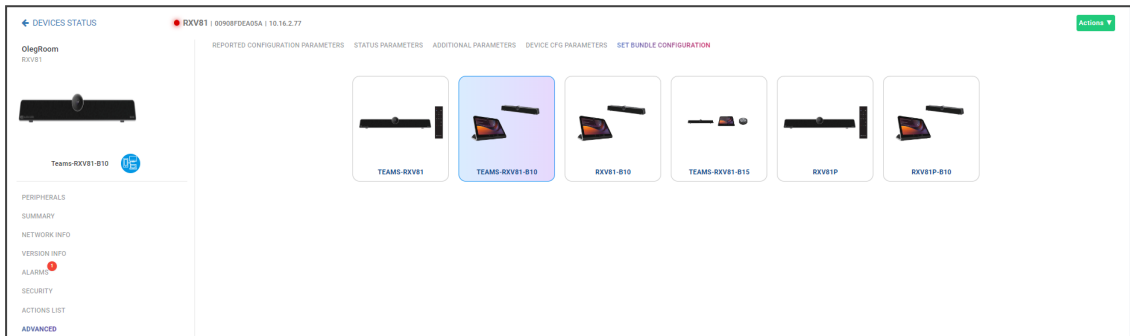 ← DEVICES STATUS
RXV81 | 00908FDEA05A | 10.16.2.77
Actions ▼
OlegRoom
RXV81
REPORTED CONFIGURATION PARAMETERS STATUS PARAMETERS ADDITIONAL PARAMETERS DEVICE CFG PARAMETERS SET BUNDLE CONFIGURATION
Teams-RXV81-B10
TEAMS-RXV81 TEAMS-RXV81-B10 RXV81-B10 TEAMS-RXV81-B15 RXV81P RXV81P-B10
PERIPHERALS
SUMMARY
NETWORK INFO
VERSION INFO
ALARMS 1
SECURITY
ACTIONS LIST
ADVANCED